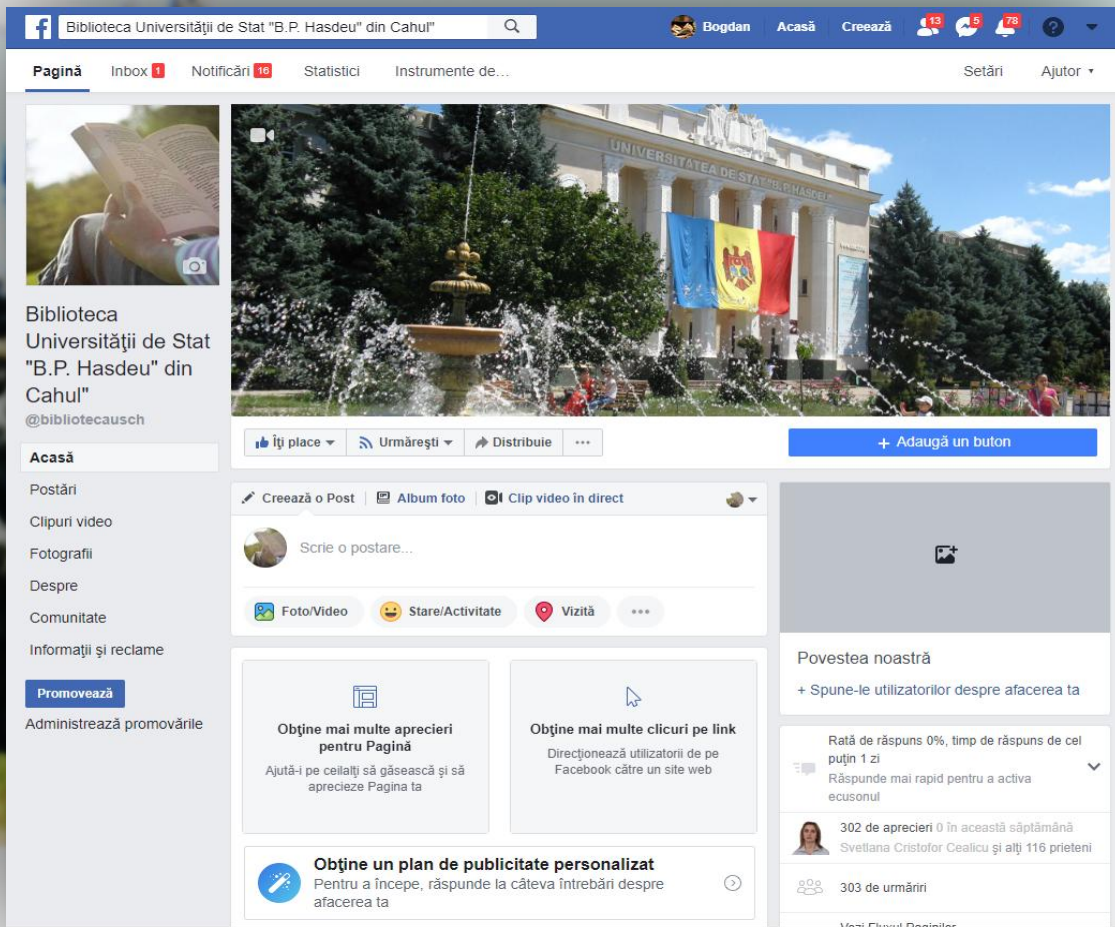 Biblioteca Universităţii de Stat "B.P. Hasdeu" din Cahul"
Bogdan
Acasă
Creează
13
5
78
Pagină
Inbox 1
Notificări 16
Statistici
Instrumente de...
Setări
Ajutor
UNIVERSITATEA DE STAT "B.P. HASDEU"
Biblioteca
Universităţii de Stat
"B.P. Hasdeu" din
Cahul"
@bibliotecausch
Acasă
Postări
Clipuri video
Fotografii
Despre
Comunitate
Informaţii şi reclame
Promovează
Administrează promovările
Îţi place
Urmăreşti
Distribuie
+ Adaugă un buton
Creează o Post
Album foto
Clip video în direct
Scrie o postare...
Foto/Video
Stare/Activitate
Vizită
Obţine mai multe aprecieri
pentru Pagină
Ajută-i pe ceilalţi să găsească şi să
aprecieze Pagina ta
Obţine mai multe clicuri pe link
Direcţionează utilizatorii de pe
Facebook către un site web
Obţine un plan de publicitate personalizat
Pentru a începe, răspunde la câteva întrebări despre
afacerea ta
Povestea noastră
+ Spune-le utilizatorilor despre afacerea ta
Rată de răspuns 0%, timp de răspuns de cel
puţin 1 zi
Răspunde mai rapid pentru a activa
ecusonul
302 de aprecieri 0 în această săptămână
Svetlana Cristofor Cealicu şi alţi 116 prieteni
303 de urmăriri
Vezi Fluxul Paginilor